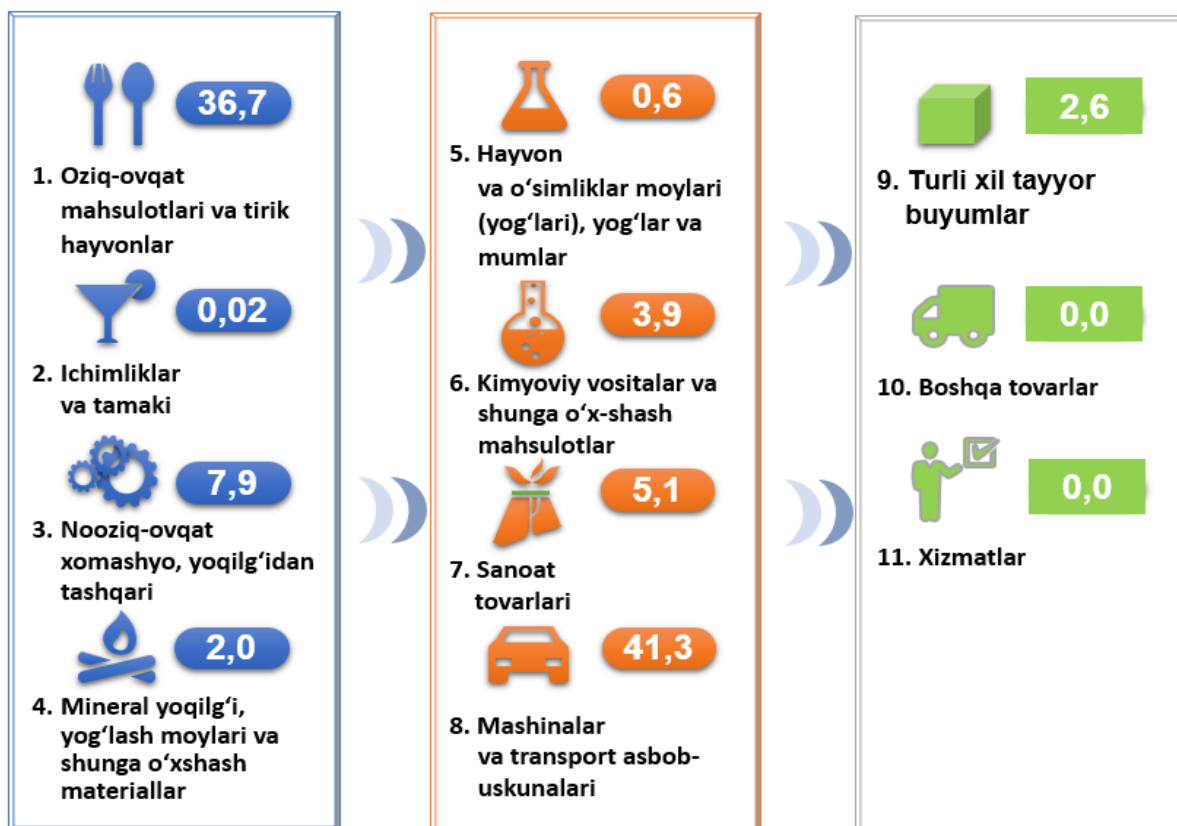 36,7
1. Oziq-ovqat
mahsulotlari va tirik
hayvonlar
0,02
2. Ichimliklar
va tamaki
7,9
3. Nooziq-ovqat
xomashyo, yoqilg‘idan
tashqari
2,0
4. Mineral yoqilg‘i,
yog‘lash moylari va
shunga o‘xshash
materiallar
0,6
5. Hayvon
va o‘simliklar moylari
(yog‘lari), yog‘lar va
mumlar
3,9
6. Kimyoviy vositalar va
shunga o‘x-shash
mahsulotlar
5,1
7. Sanoat
tovarlari
41,3
8. Mashinalar
va transport asbob-
uskunalari
2,6
9. Turli xil tayyor
buyumlar
0,0
10. Boshqa tovarlar
0,0
11. Xizmatlar